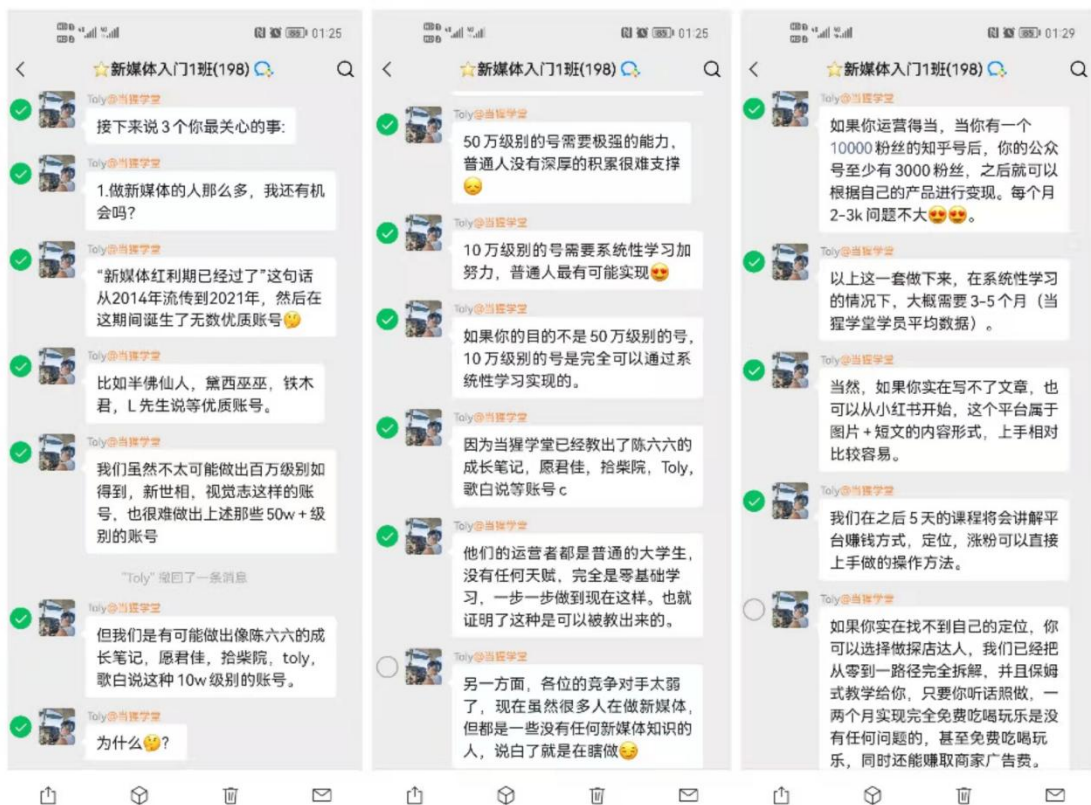 01:25
☆新媒体入门1班(198)
Toly@当猩学堂
接下来说3个你最关心的事:
Toly@当猩学堂
1.做新媒体的人那么多，我还有机
会吗?
Toly@当猩学堂
“新媒体红利期已经过了”这句话
从2014年流传到2021年，然后在
这期间诞生了无数优质账号🤔
Toly@当猩学堂
比如半佛仙人，黛西巫巫，铁木
君，L先生说等优质账号。
Toly@当猩学堂
我们虽然不太可能做出百万级别如
得到，新世相，视觉志这样的账
号，也很难做出上述那些50w+级
别的账号
"Toly" 撤回了一条消息
Toly@当猩学堂
但我们是有可能做出像陈六六的成
长笔记，愿君佳，拾柴院，toly，
歌白说这种10w级别的账号。
Toly@当猩学堂
为什么🤔?
01:25
☆新媒体入门1班(198)
Toly@当猩学堂
50万级别的号需要极强的能力，
普通人没有深厚的积累很难支撑
😞
Toly@当猩学堂
10万级别的号需要系统性学习加
努力，普通人最有可能实现😍
Toly@当猩学堂
如果你的目的不是50万级别的号，
10万级别的号是完全可以通过系
统性学习实现的。
Toly@当猩学堂
因为当猩学堂已经教出了陈六六的
成长笔记，愿君佳，拾柴院，Toly，
歌白说等账号c
Toly@当猩学堂
他们的运营者都是普通的大学生，
没有任何天赋，完全是零基础学
习，一步一步做到现在这样。也就
证明了这种是可以被教出来的。
Toly@当猩学堂
另一方面，各位的竞争对手太弱
了，现在虽然很多人在做新媒体，
但都是一些没有任何新媒体知识的
人，说白了就是在瞎做😏
01:29
☆新媒体入门1班(198)
Toly@当猩学堂
如果你运营得当，当你有一个
10000粉丝的知乎号后，你的公众
号至少有3000粉丝，之后就可以
根据自己的产品进行变现。每个月
2-3k问题不大😍😍。
Toly@当猩学堂
以上这一套做下来，在系统性学习
的情况下，大概需要3-5个月（当
猩学堂学员平均数据）。
Toly@当猩学堂
当然，如果你实在写不了文章，也
可以从小红书开始，这个平台属于
图片+短文的内容形式，上手相对
比较容易。
Toly@当猩学堂
我们在之后5天的课程将会讲解平
台赚钱方式，定位，涨粉可以直接
上手做的操作方法。
Toly@当猩学堂
如果你实在找不到自己的定位，你
可以选择做探店达人，我们已经把
从零到一路径完全拆解，并且保姆
式教学给你，只要你听话照做，一
两个月实现完全免费吃喝玩乐是没
有任何问题的，甚至免费吃喝玩
乐，同时还能赚取商家广告费。